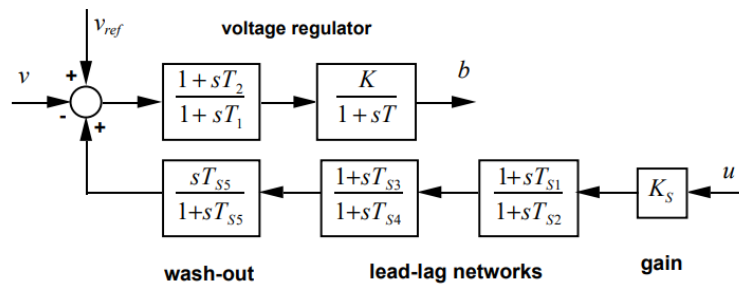 v_ref
voltage regulator
v
+
-
+
1+sT_2
1+sT_1
K
1+sT
b
sT_S5
1+sT_S5
1+sT_S3
1+sT_S4
1+sT_S1
1+sT_S2
K_S
u
wash-out
lead-lag networks
gain